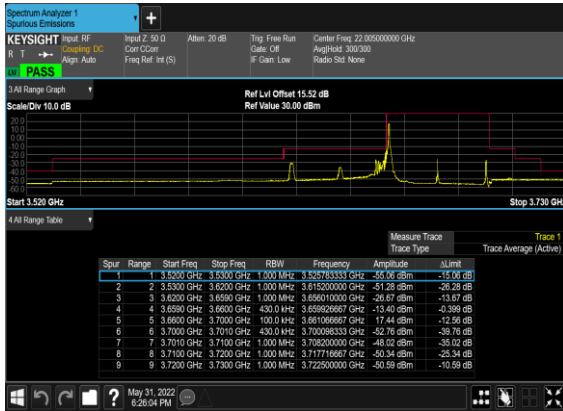 Spectrum Analyzer 1
Spurious Emissions
KEYSIGHT Input: RF Input Z: 50 Ω Atten: 20 dB Trig: Free Run Center Freq: 22.005000000 GHz
R T Coupling: DC Corr CCorr Gate: Off Avg|Hold: 300/300
Align: Auto Freq Ref: Int (S) IF Gain: Low Radio Std: None
PASS
3 All Range Graph
Ref Lvl Offset 15.52 dB
Scale/Div 10.0 dB Ref Value 30.00 dBm
20.0
10.0
0.00
-10.0
-20.0
-30.0
-40.0
-50.0
-60.0
Start 3.520 GHz Stop 3.730 GH
4 All Range Table
Measure Trace Trace 1
Trace Type Trace Average (Active)
Spur Range Start Freq Stop Freq RBW Frequency Amplitude ΔLimit
1 1 3.5200 GHz 3.5300 GHz 1.000 MHz 3.525783333 GHz -55.06 dBm -15.06 dB
2 2 3.5300 GHz 3.6200 GHz 1.000 MHz 3.615200000 GHz -51.28 dBm -26.28 dB
3 3 3.6200 GHz 3.6590 GHz 1.000 MHz 3.656010000 GHz -26.67 dBm -13.67 dB
4 4 3.6590 GHz 3.6600 GHz 430.0 kHz 3.659926667 GHz -13.40 dBm -0.399 dB
5 5 3.6600 GHz 3.7000 GHz 100.0 kHz 3.661066667 GHz 17.44 dBm -12.56 dB
6 6 3.7000 GHz 3.7010 GHz 430.0 kHz 3.700098333 GHz -52.76 dBm -39.76 dB
7 7 3.7010 GHz 3.7100 GHz 1.000 MHz 3.708200000 GHz -48.02 dBm -35.02 dB
8 8 3.7100 GHz 3.7200 GHz 1.000 MHz 3.717716667 GHz -50.34 dBm -25.34 dB
9 9 3.7200 GHz 3.7300 GHz 1.000 MHz 3.722500000 GHz -50.59 dBm -10.59 dB
? May 31, 2022
6:26:04 PM